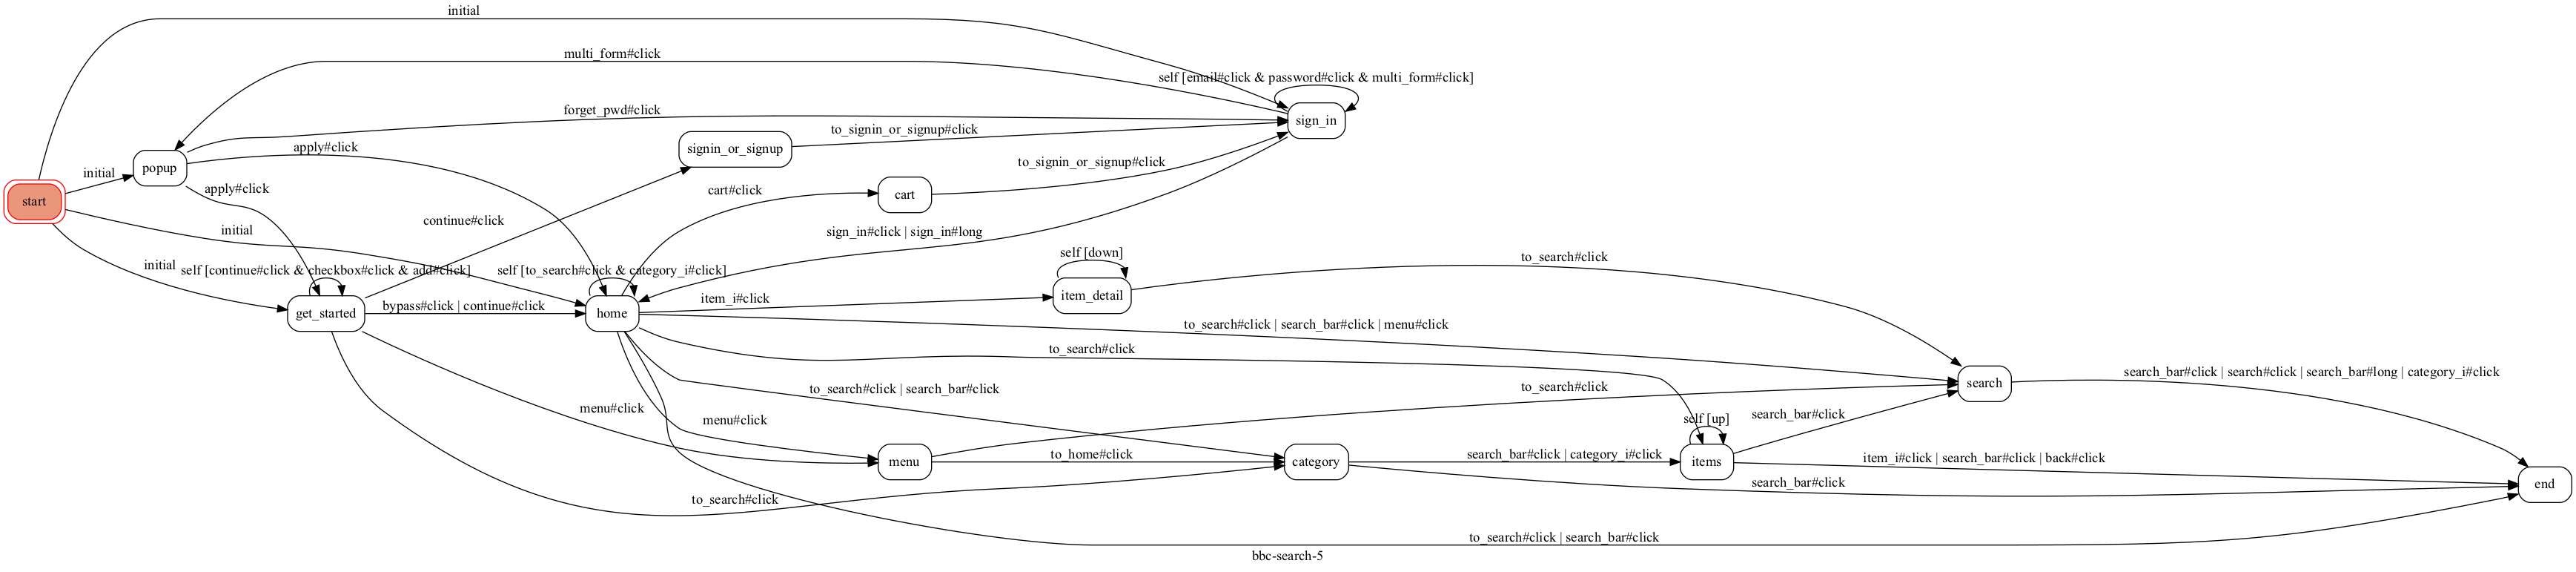 initial
multi_form#click
self [email#click & password#click & multi_form#click]
forget_pwd#click
sign_in
to_signin_or_signup#click
signin_or_signup
apply#click
popup
initial
to_signin_or_signup#click
apply#click
cart#click
cart
start
continue#click
initial
sign_in#click | sign_in#long
self [down]
to_search#click
initial
self [continue#click & checkbox#click & add#click]
self [to_search#click & category_i#click]
item_i#click
item_detail
bypass#click | continue#click
get_started
home
to_search#click | search_bar#click | menu#click
to_search#click
search_bar#click | search#click | search_bar#long | category_i#click
search
to_search#click | search_bar#click
to_search#click
menu#click
search_bar#click
menu#click
self [up]
to_home#click
search_bar#click | category_i#click
item_i#click | search_bar#click | back#click
menu
category
items
search_bar#click
end
to_search#click
to_search#click | search_bar#click
bbc-search-5